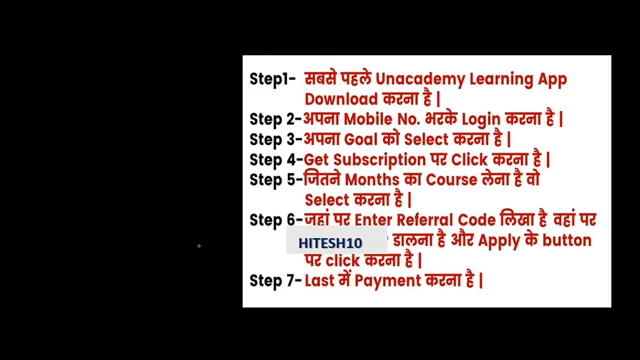 Step1- सबसे पहले Unacademy Learning App
Download करना है |
Step 2-अपना Mobile No. भरके Login करना है |
Step 3-अपना Goal को Select करना है |
Step 4-Get Subscription पर Click करना है |
Step 5-जितने Months का Course लेना है वो
Select करना है |
Step 6-जहां पर Enter Referral Code लिखा है वहां पर
HITESH10 डालना है और Apply के button
पर click करना है |
Step 7-Last में Payment करना है |